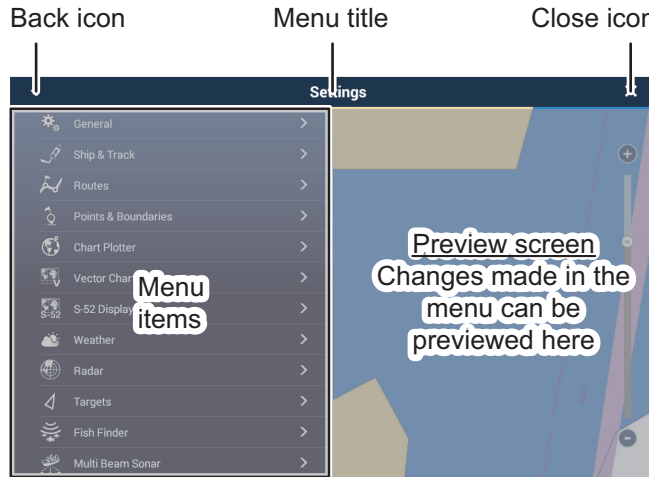 Back icon Menu title Close icon
Settings
General
Ship & Track
Routes
Points & Boundaries
Chart Plotter
Vector Char
S-52 S-52 Display
Weather
Radar
Targets
Fish Finder
Multi Beam Sonar
Menu
items
Preview screen
Changes made in the
menu can be
previewed here